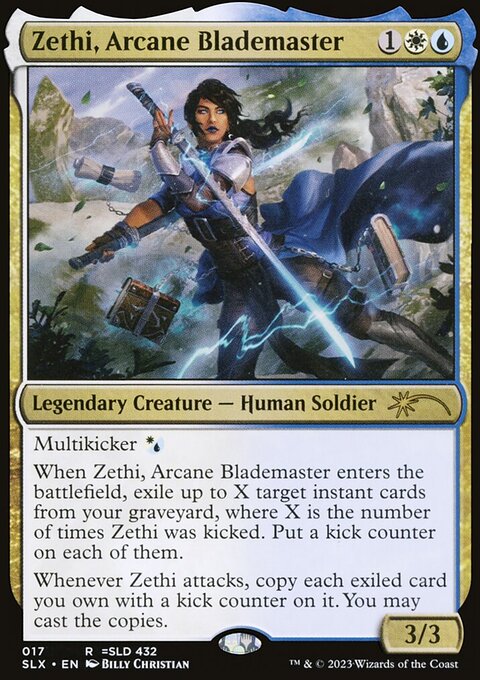 Zethi, Arcane Blademaster 1
Legendary Creature — Human Soldier
Multikicker
When Zethi, Arcane Blademaster enters the
battlefield, exile up to X target instant cards
from your graveyard, where X is the number
of times Zethi was kicked. Put a kick counter
on each of them.
Whenever Zethi attacks, copy each exiled card
you own with a kick counter on it. You may
cast the copies.
3/3
017 R =SLD 432
SLX • EN Billy Christian
™ & © 2023 Wizards of the Coast